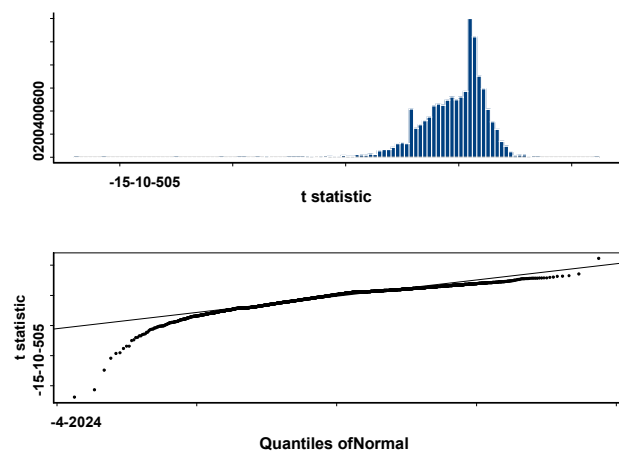 0200400600
-15-10-505
t statistic
t statistic
-15-10-505
-4-2024
Quantiles ofNormal